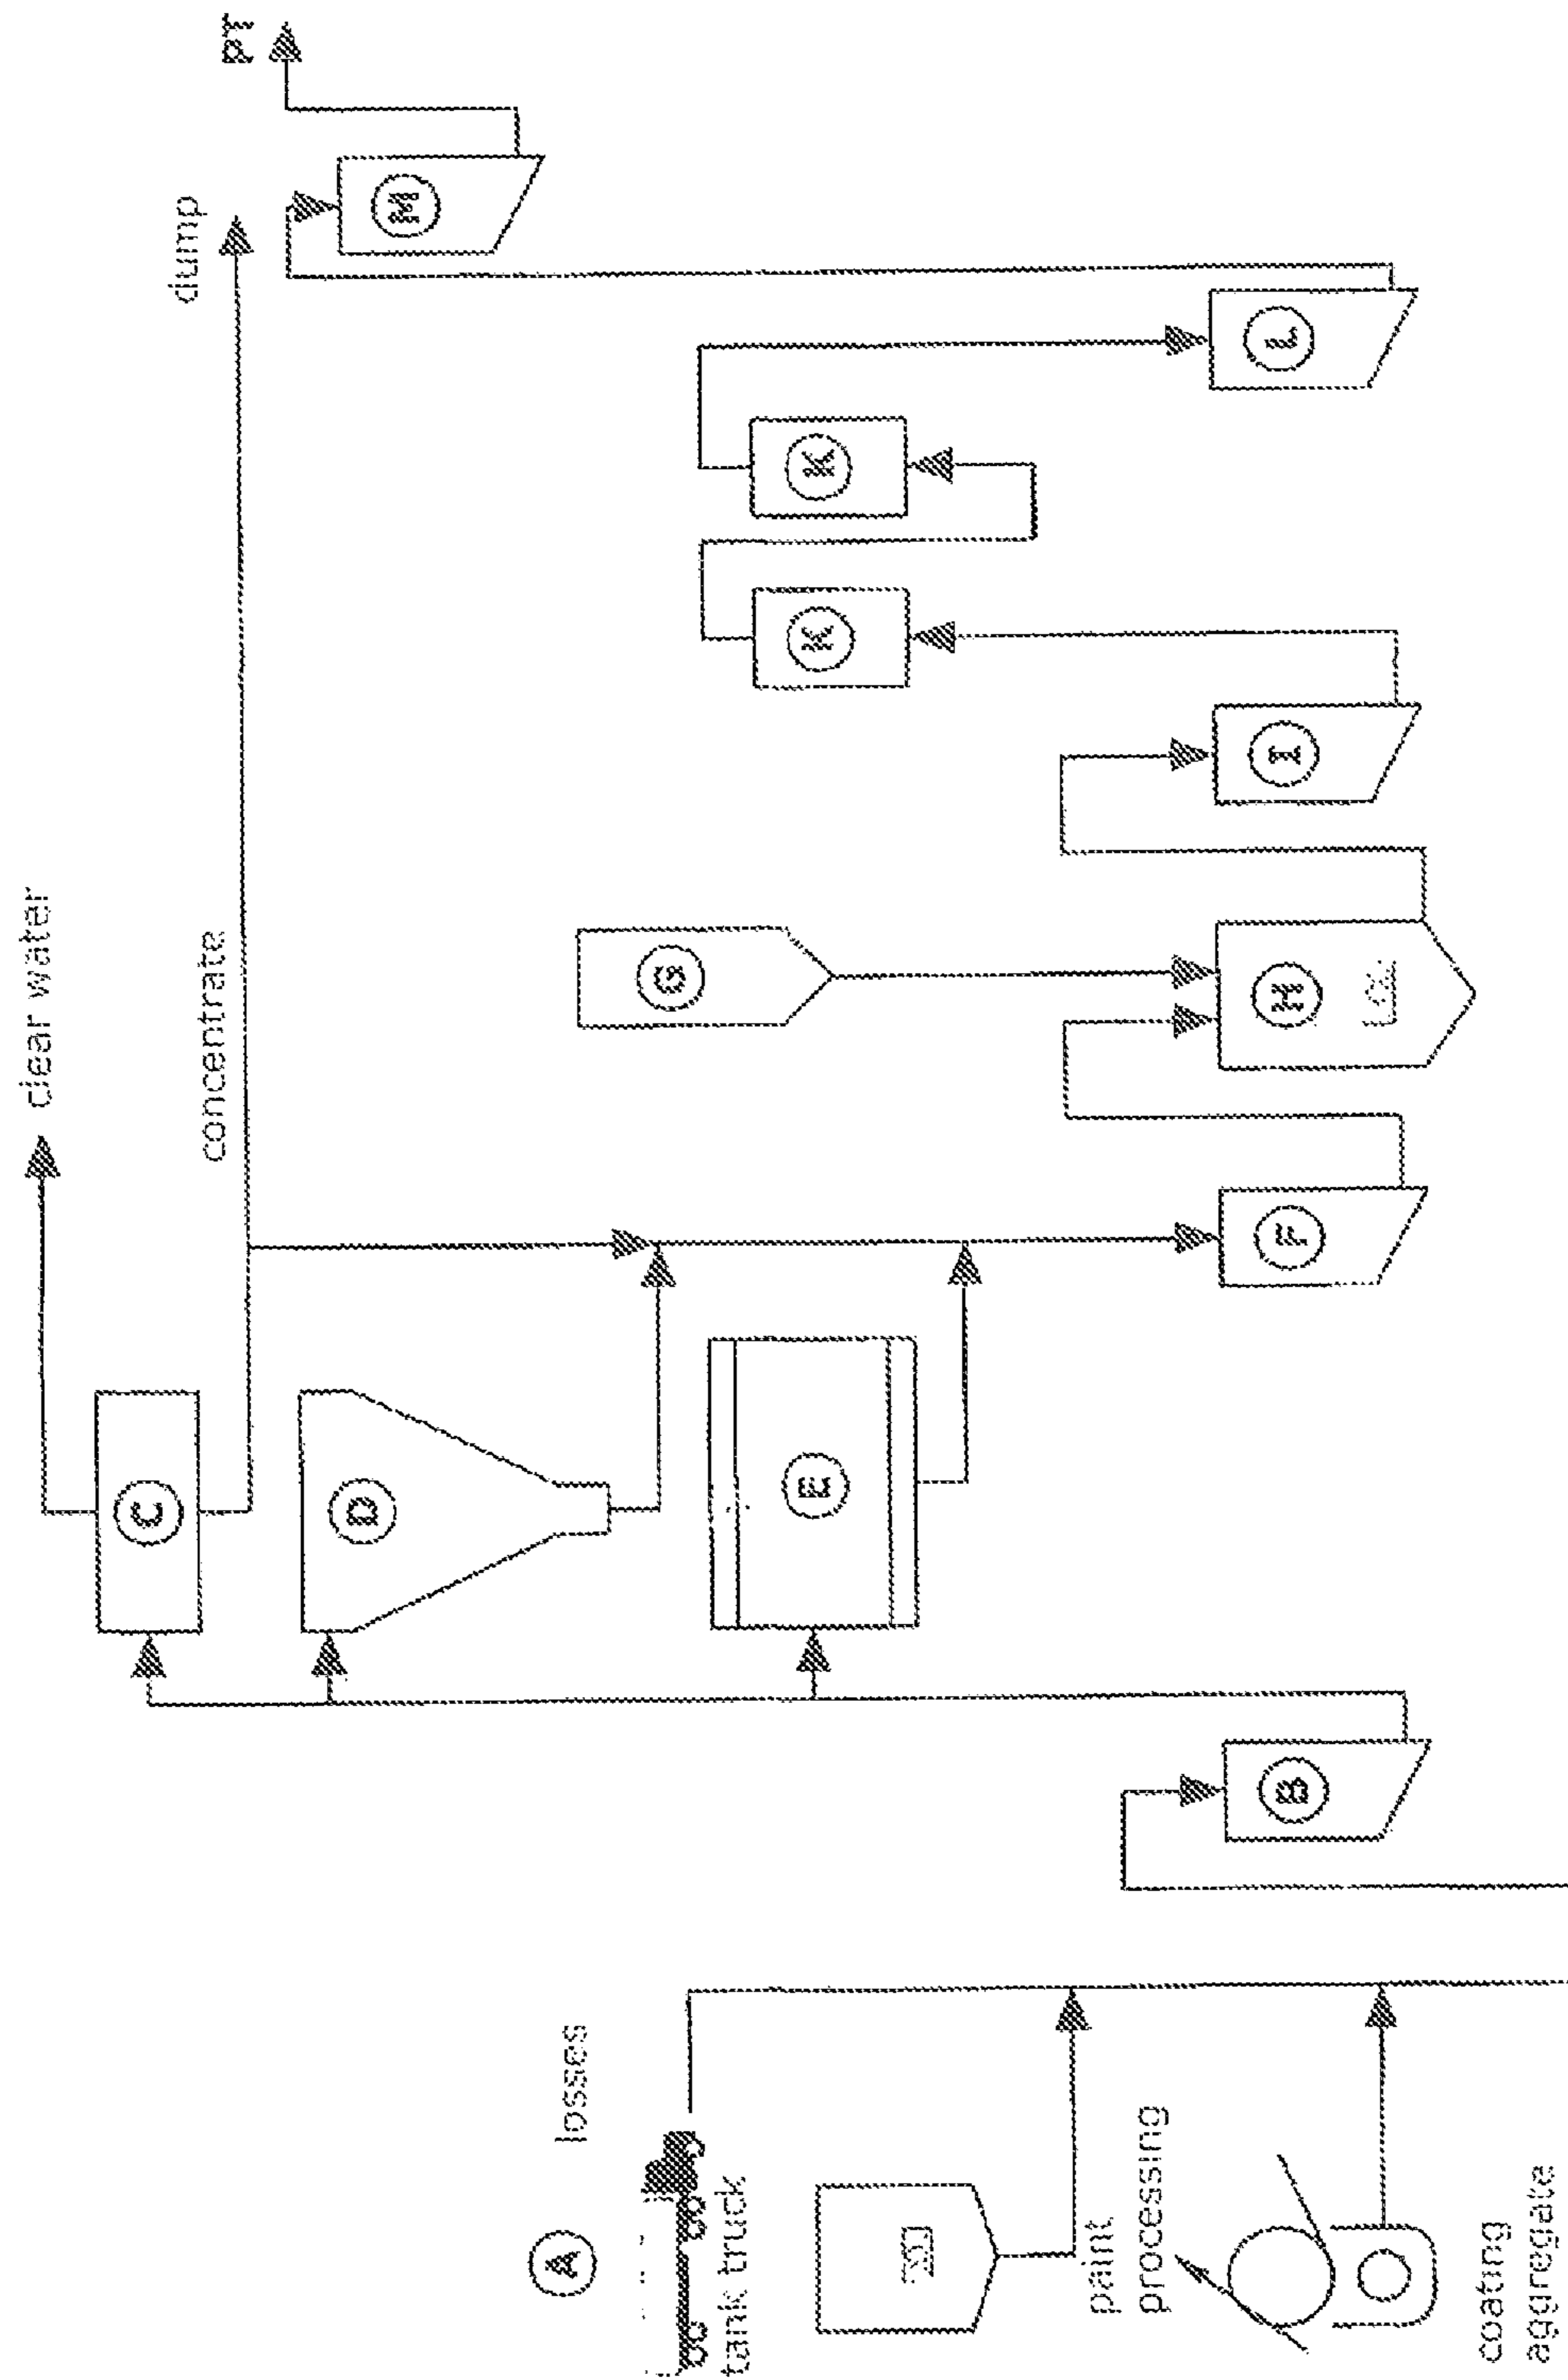 A
losses
tank truck
paint
processing
coating
aggregate
B
C
D
E
clear water
concentrate
dump
F
G
H
I
K
K
L
M
PT